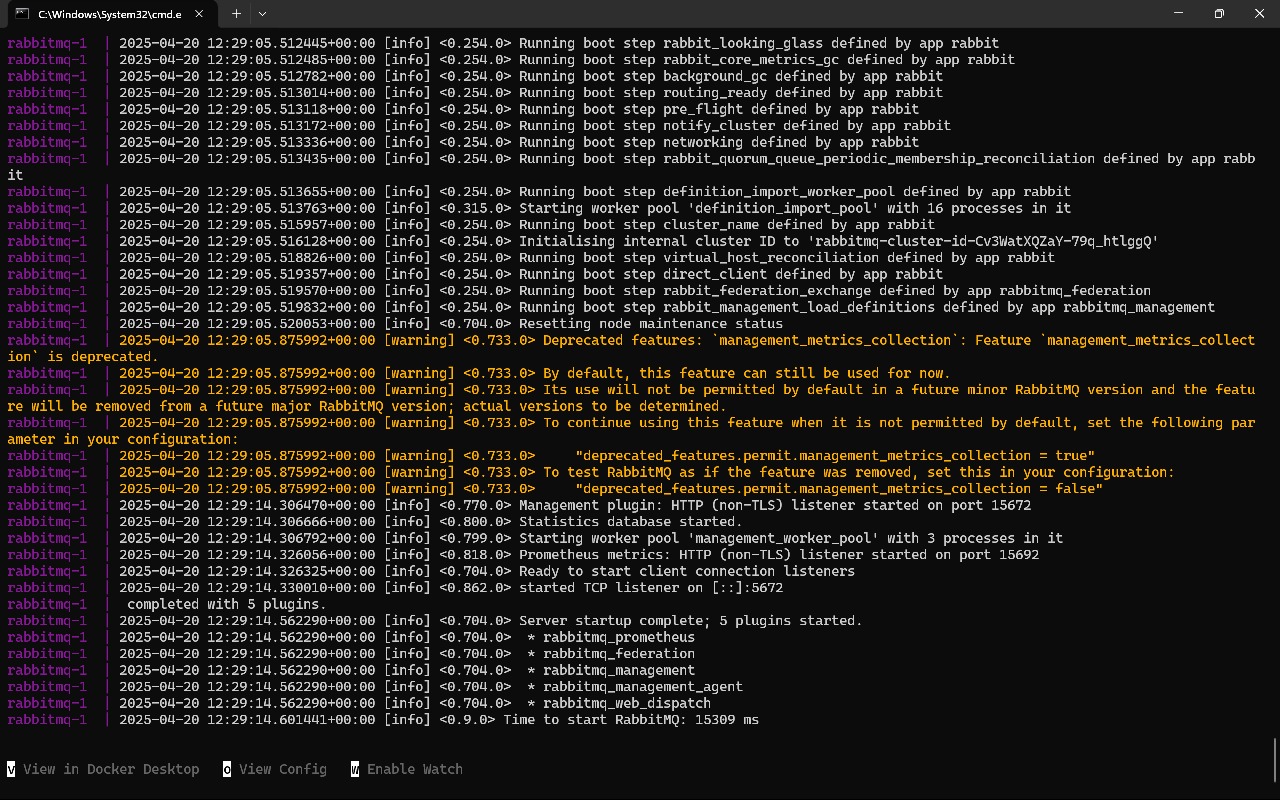 C:\Windows\System32\cmd.e
rabbitmq-1  | 2025-04-20 12:29:05.512445+00:00 [info] <0.254.0> Running boot step rabbit_looking_glass defined by app rabbit
rabbitmq-1  | 2025-04-20 12:29:05.512485+00:00 [info] <0.254.0> Running boot step rabbit_core_metrics_gc defined by app rabbit
rabbitmq-1  | 2025-04-20 12:29:05.512782+00:00 [info] <0.254.0> Running boot step background_gc defined by app rabbit
rabbitmq-1  | 2025-04-20 12:29:05.513014+00:00 [info] <0.254.0> Running boot step routing_ready defined by app rabbit
rabbitmq-1  | 2025-04-20 12:29:05.513118+00:00 [info] <0.254.0> Running boot step pre_flight defined by app rabbit
rabbitmq-1  | 2025-04-20 12:29:05.513172+00:00 [info] <0.254.0> Running boot step notify_cluster defined by app rabbit
rabbitmq-1  | 2025-04-20 12:29:05.513336+00:00 [info] <0.254.0> Running boot step networking defined by app rabbit
rabbitmq-1  | 2025-04-20 12:29:05.513435+00:00 [info] <0.254.0> Running boot step rabbit_quorum_queue_periodic_membership_reconciliation defined by app rabb
it
rabbitmq-1  | 2025-04-20 12:29:05.513655+00:00 [info] <0.254.0> Running boot step definition_import_worker_pool defined by app rabbit
rabbitmq-1  | 2025-04-20 12:29:05.513763+00:00 [info] <0.315.0> Starting worker pool 'definition_import_pool' with 16 processes in it
rabbitmq-1  | 2025-04-20 12:29:05.515957+00:00 [info] <0.254.0> Running boot step cluster_name defined by app rabbit
rabbitmq-1  | 2025-04-20 12:29:05.516128+00:00 [info] <0.254.0> Initialising internal cluster ID to 'rabbitmq-cluster-id-Cv3WatXQZaY-79q_htlggQ'
rabbitmq-1  | 2025-04-20 12:29:05.518826+00:00 [info] <0.254.0> Running boot step virtual_host_reconciliation defined by app rabbit
rabbitmq-1  | 2025-04-20 12:29:05.519357+00:00 [info] <0.254.0> Running boot step direct_client defined by app rabbit
rabbitmq-1  | 2025-04-20 12:29:05.519570+00:00 [info] <0.254.0> Running boot step rabbit_federation_exchange defined by app rabbitmq_federation
rabbitmq-1  | 2025-04-20 12:29:05.519832+00:00 [info] <0.254.0> Running boot step rabbit_management_load_definitions defined by app rabbitmq_management
rabbitmq-1  | 2025-04-20 12:29:05.520053+00:00 [info] <0.704.0> Resetting node maintenance status
rabbitmq-1  | 2025-04-20 12:29:05.875992+00:00 [warning] <0.733.0> Deprecated features: `management_metrics_collection`: Feature `management_metrics_collect
ion` is deprecated.
rabbitmq-1  | 2025-04-20 12:29:05.875992+00:00 [warning] <0.733.0> By default, this feature can still be used for now.
rabbitmq-1  | 2025-04-20 12:29:05.875992+00:00 [warning] <0.733.0> Its use will not be permitted by default in a future minor RabbitMQ version and the featu
re will be removed from a future major RabbitMQ version; actual versions to be determined.
rabbitmq-1  | 2025-04-20 12:29:05.875992+00:00 [warning] <0.733.0> To continue using this feature when it is not permitted by default, set the following par
ameter in your configuration:
rabbitmq-1  | 2025-04-20 12:29:05.875992+00:00 [warning] <0.733.0>     "deprecated_features.permit.management_metrics_collection = true"
rabbitmq-1  | 2025-04-20 12:29:05.875992+00:00 [warning] <0.733.0> To test RabbitMQ as if the feature was removed, set this in your configuration:
rabbitmq-1  | 2025-04-20 12:29:05.875992+00:00 [warning] <0.733.0>     "deprecated_features.permit.management_metrics_collection = false"
rabbitmq-1  | 2025-04-20 12:29:14.306470+00:00 [info] <0.770.0> Management plugin: HTTP (non-TLS) listener started on port 15672
rabbitmq-1  | 2025-04-20 12:29:14.306666+00:00 [info] <0.800.0> Statistics database started.
rabbitmq-1  | 2025-04-20 12:29:14.306792+00:00 [info] <0.799.0> Starting worker pool 'management_worker_pool' with 3 processes in it
rabbitmq-1  | 2025-04-20 12:29:14.326056+00:00 [info] <0.818.0> Prometheus metrics: HTTP (non-TLS) listener started on port 15692
rabbitmq-1  | 2025-04-20 12:29:14.326325+00:00 [info] <0.704.0> Ready to start client connection listeners
rabbitmq-1  | 2025-04-20 12:29:14.330010+00:00 [info] <0.862.0> started TCP listener on [::]:5672
rabbitmq-1  |  completed with 5 plugins.
rabbitmq-1  | 2025-04-20 12:29:14.562290+00:00 [info] <0.704.0> Server startup complete; 5 plugins started.
rabbitmq-1  | 2025-04-20 12:29:14.562290+00:00 [info] <0.704.0>  * rabbitmq_prometheus
rabbitmq-1  | 2025-04-20 12:29:14.562290+00:00 [info] <0.704.0>  * rabbitmq_federation
rabbitmq-1  | 2025-04-20 12:29:14.562290+00:00 [info] <0.704.0>  * rabbitmq_management
rabbitmq-1  | 2025-04-20 12:29:14.562290+00:00 [info] <0.704.0>  * rabbitmq_management_agent
rabbitmq-1  | 2025-04-20 12:29:14.562290+00:00 [info] <0.704.0>  * rabbitmq_web_dispatch
rabbitmq-1  | 2025-04-20 12:29:14.601441+00:00 [info] <0.9.0> Time to start RabbitMQ: 15309 ms
v View in Docker Desktop   o View Config   w Enable Watch